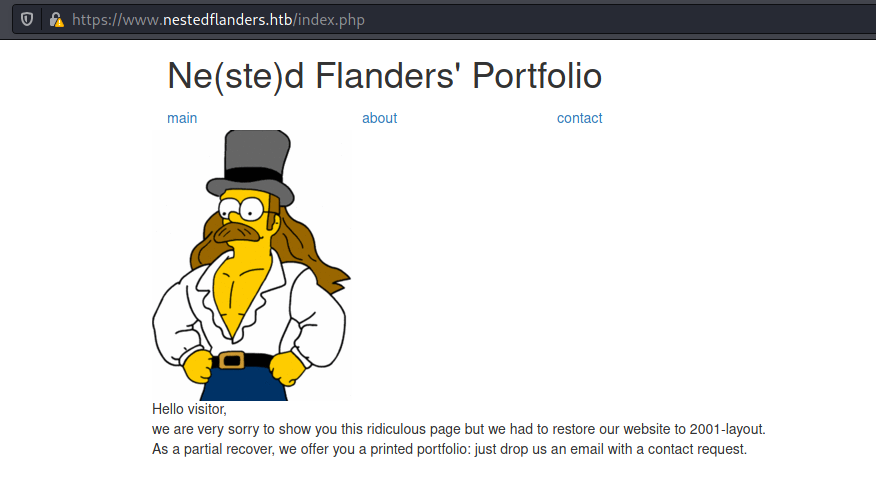 https://www.nestedflanders.htb/index.php
Ne(ste)d Flanders' Portfolio
main about contact
Hello visitor,
we are very sorry to show you this ridiculous page but we had to restore our website to 2001-layout.
As a partial recover, we offer you a printed portfolio: just drop us an email with a contact request.